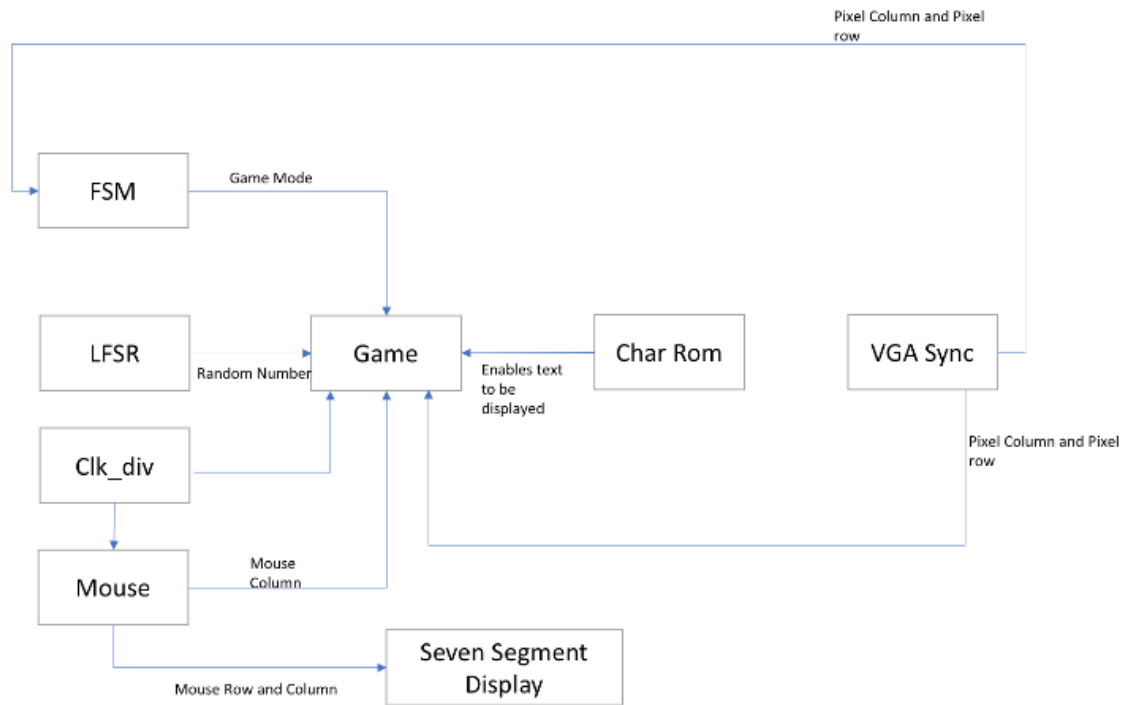 Pixel Column and Pixel
row
FSM
Game Mode
LFSR
Random Number
Game
Enables text
to be
displayed
Char Rom
VGA Sync
Pixel Column and Pixel
row
Clk_div
Mouse
Mouse
Column
Mouse Row and Column
Seven Segment
Display